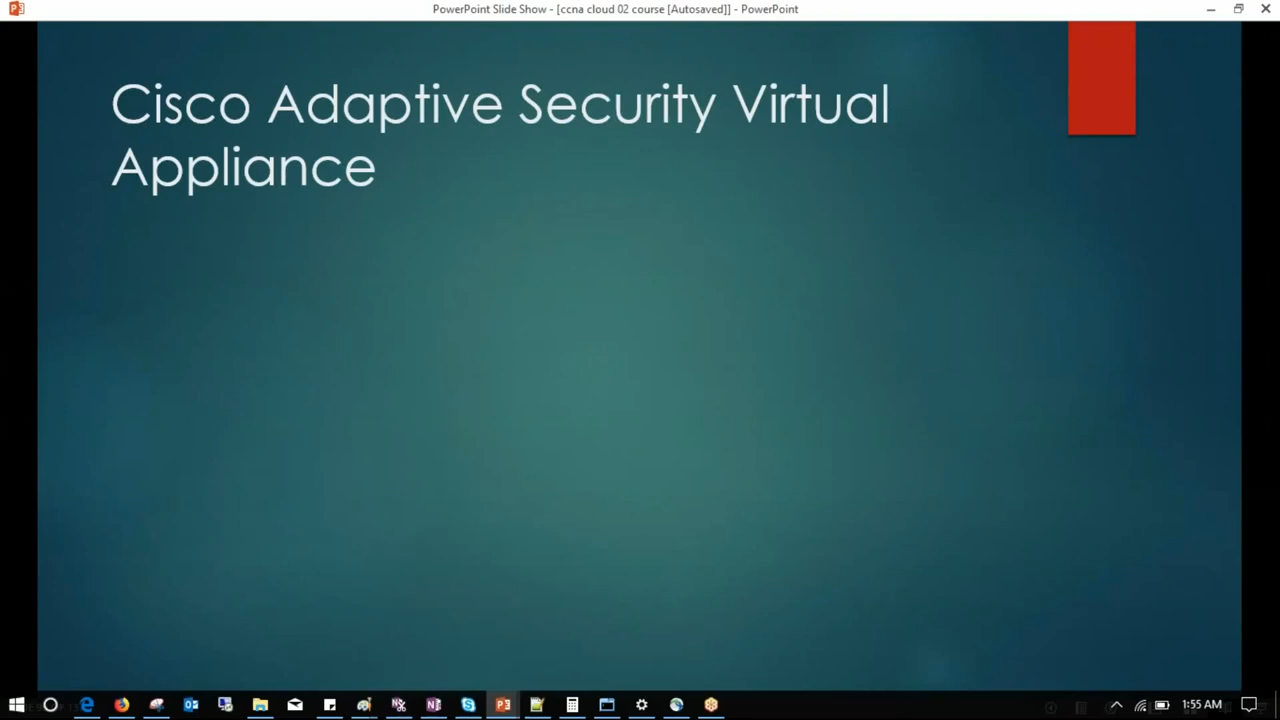 PowerPoint Slide Show - [ccna cloud 02 course [Autosaved]] - PowerPoint
Cisco Adaptive Security Virtual
Appliance
1:55 AM